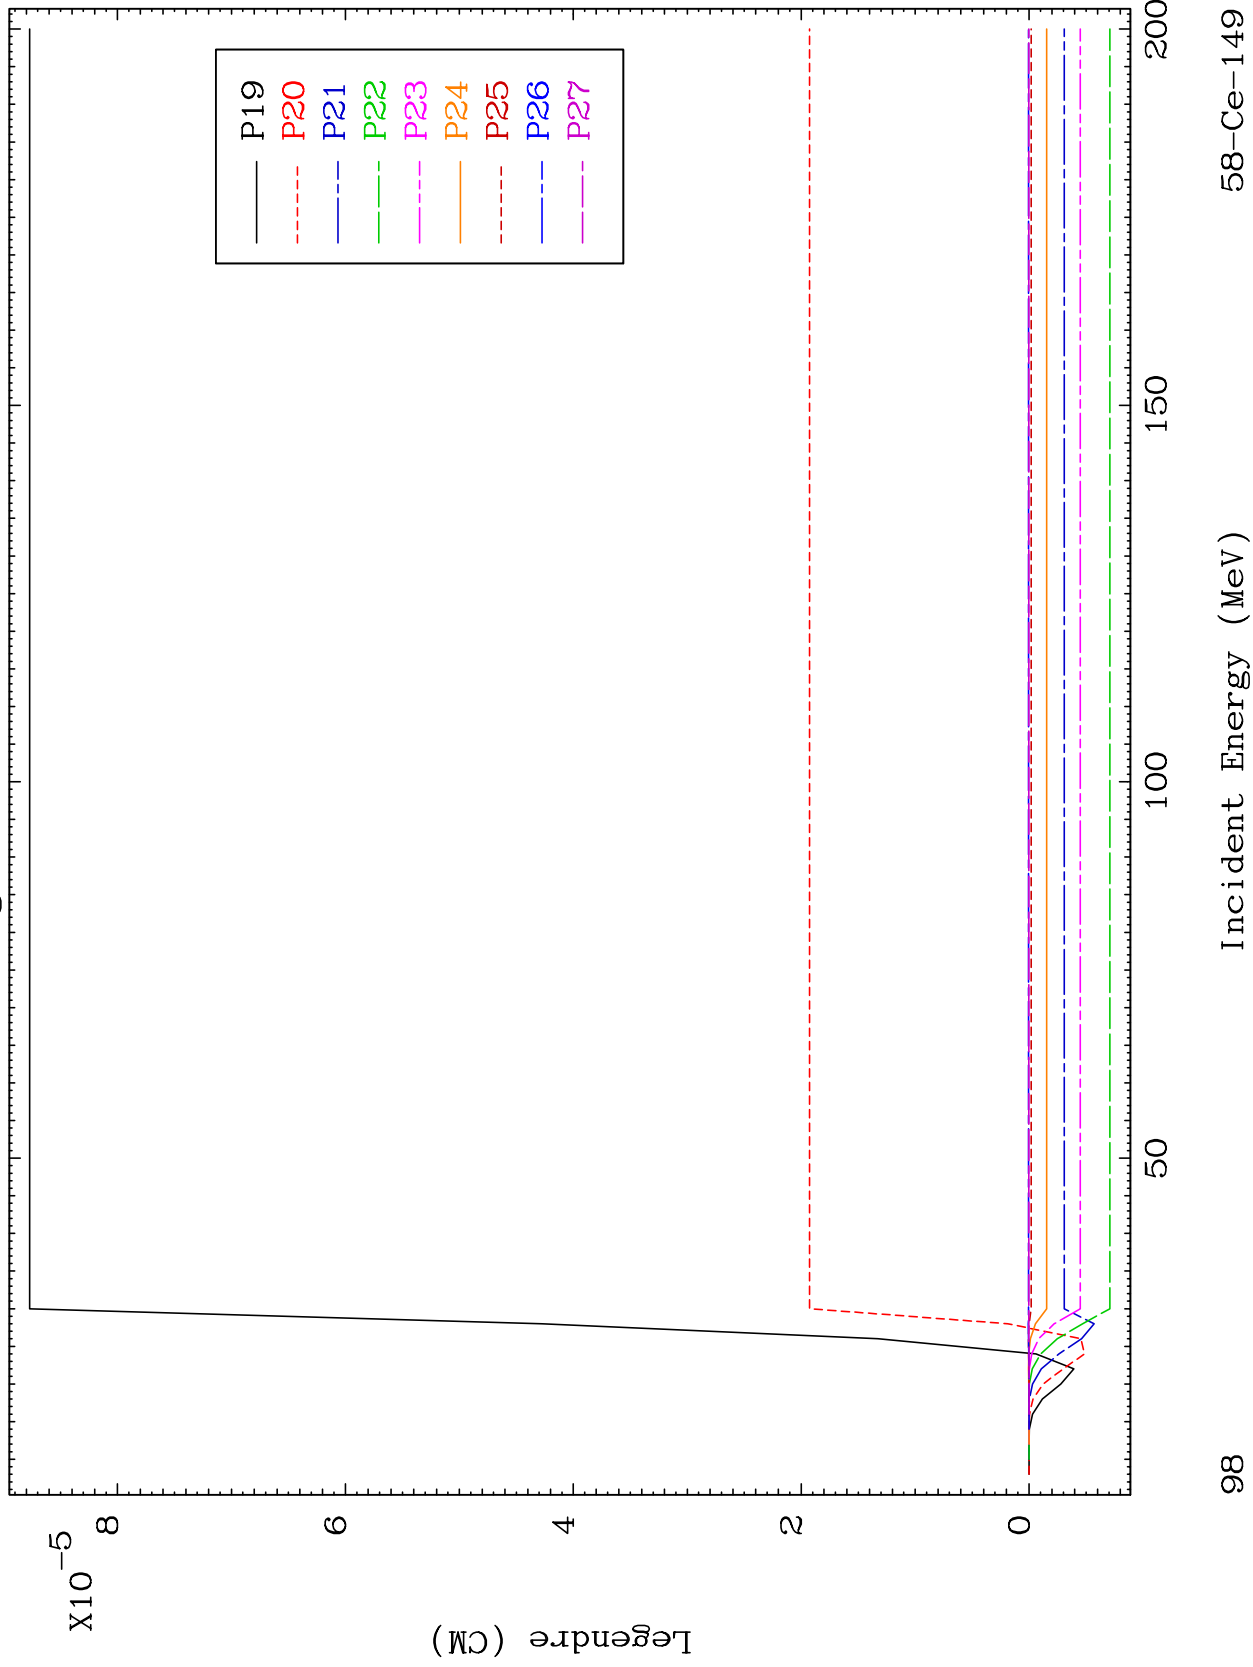 X10-5
8
6
4
2
0
Legendre (CM)
P19
P20
P21
P22
P23
P24
P25
P26
P27
50
100
150
200
98
Incident Energy (MeV)
58-Ce-149